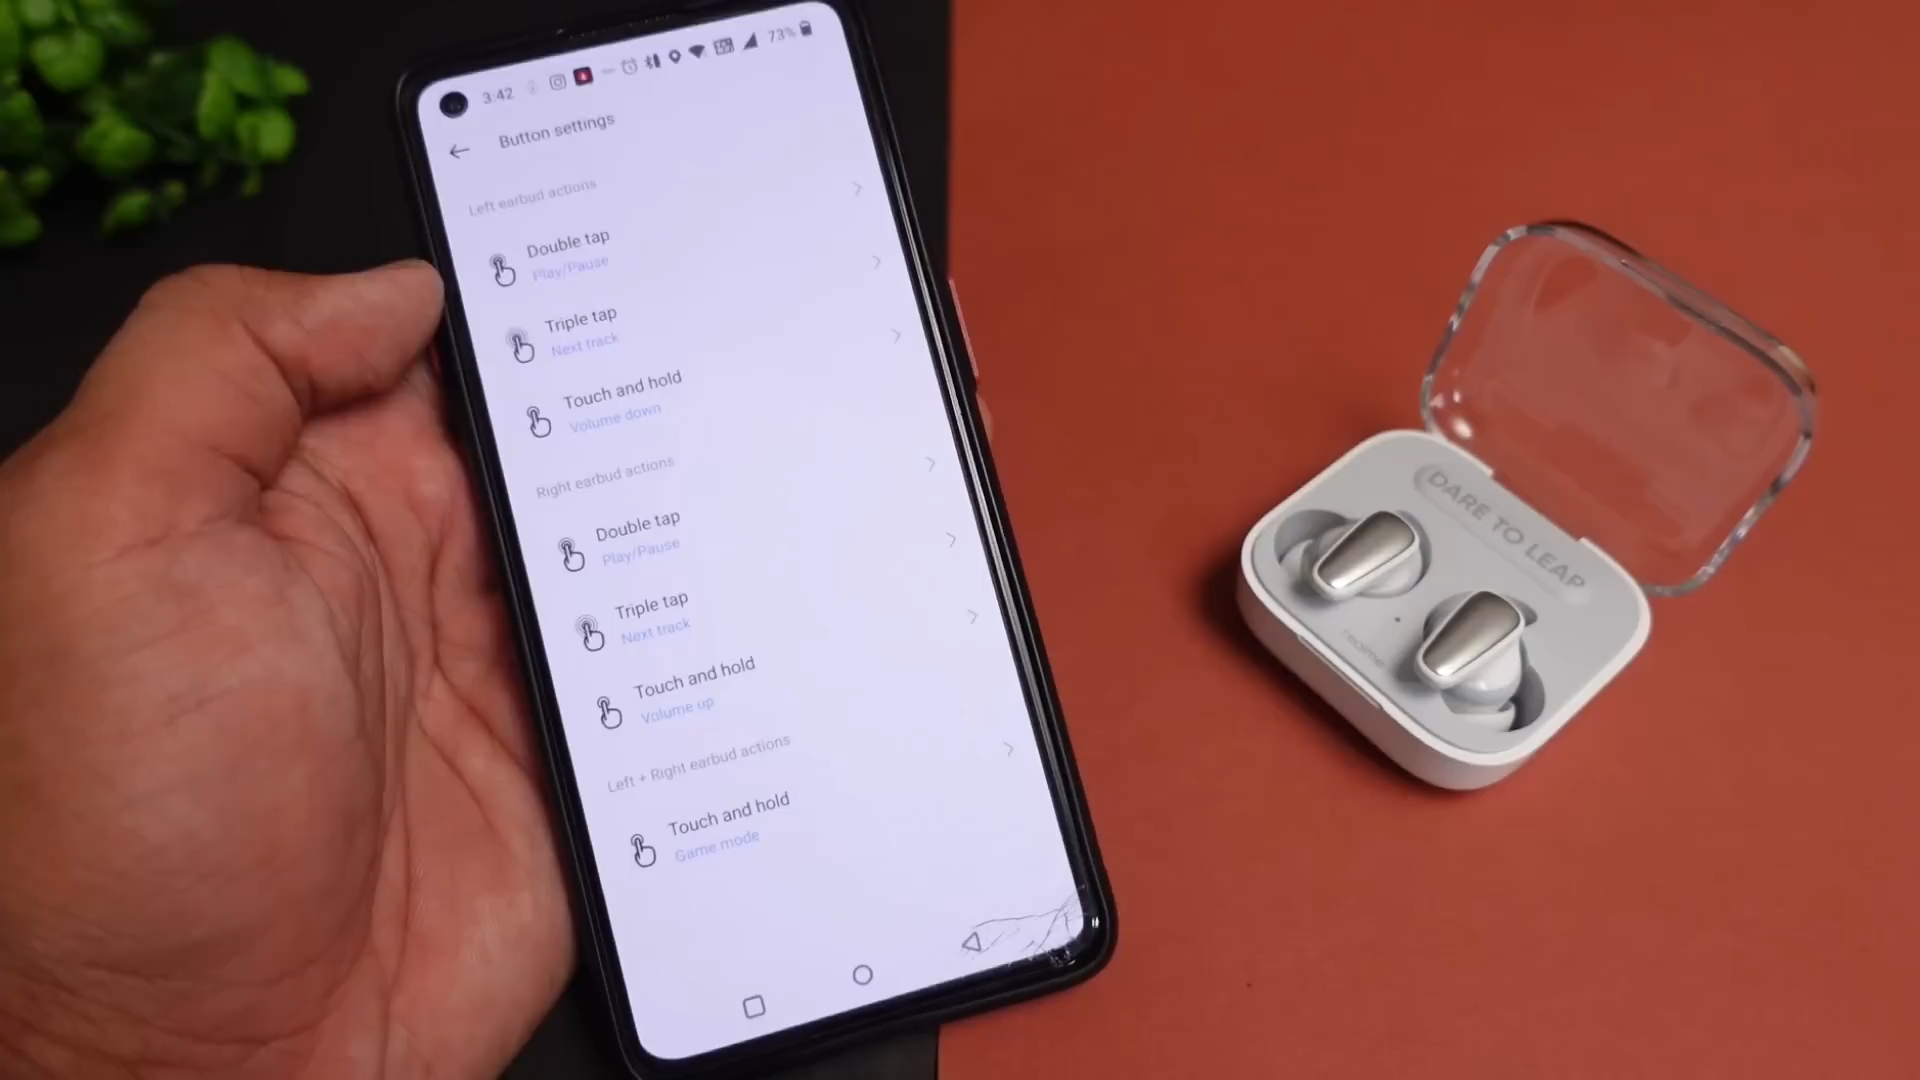 3:42
73%
Button settings
Left earbud actions
Double tap
Play/Pause
Triple tap
Next track
Touch and hold
Volume down
Right earbud actions
Double tap
Play/Pause
Triple tap
Next track
Touch and hold
Volume up
Left + Right earbud actions
Touch and hold
Game mode
DARE TO LEAP
realme